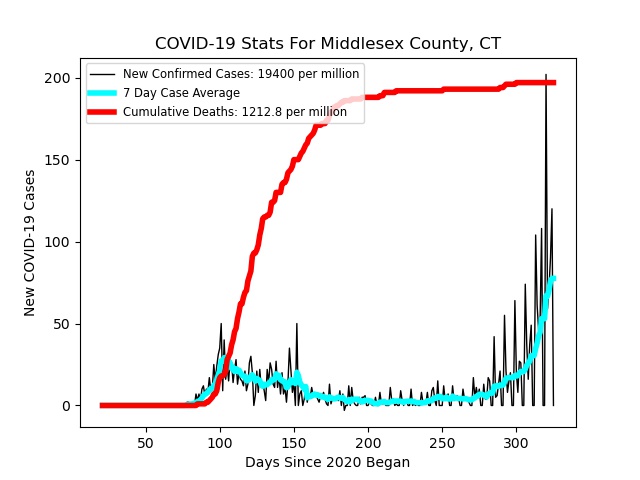 COVID-19 Stats For Middlesex County, CT
New Confirmed Cases: 19400 per million
7 Day Case Average
Cumulative Deaths: 1212.8 per million
New COVID-19 Cases
200
150
100
50
0
50 100 150 200 250 300
Days Since 2020 Began